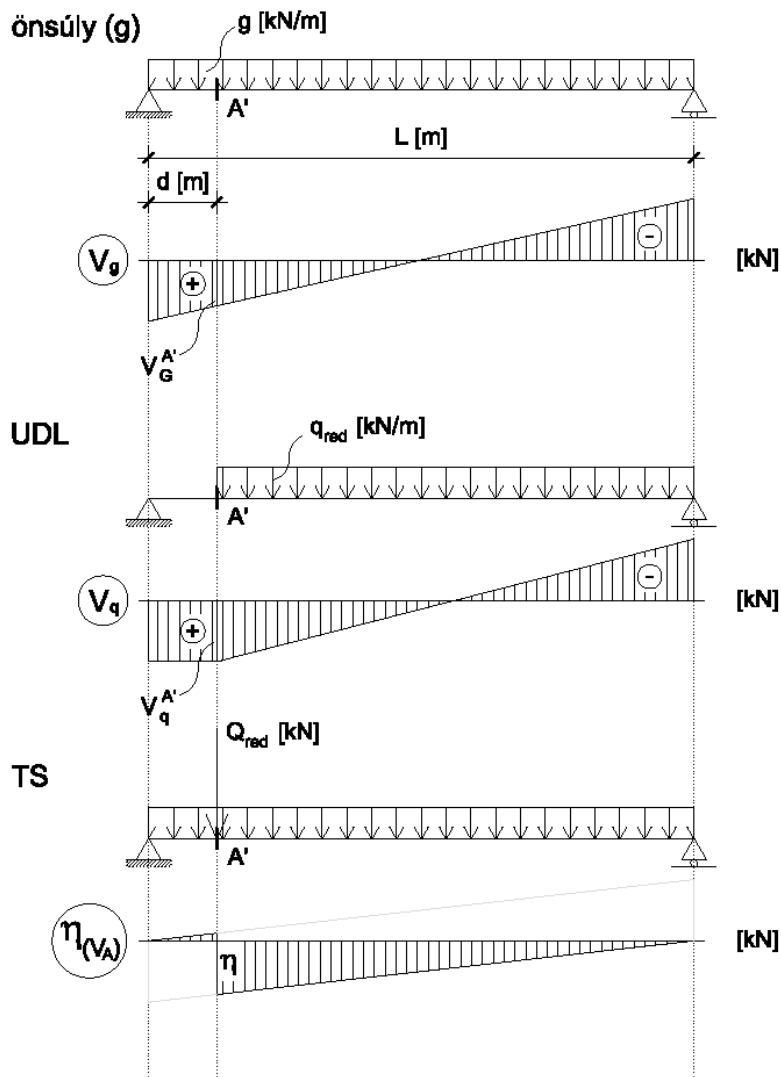 önsúly (g)
g [kN/m]
A'
L [m]
d [m]
V_g
+
-
[kN]
V_G^A'
UDL
q_red [kN/m]
A'
V_q
+
-
[kN]
V_q^A'
Q_red [kN]
TS
A'
η_(V_A)
η
[kN]